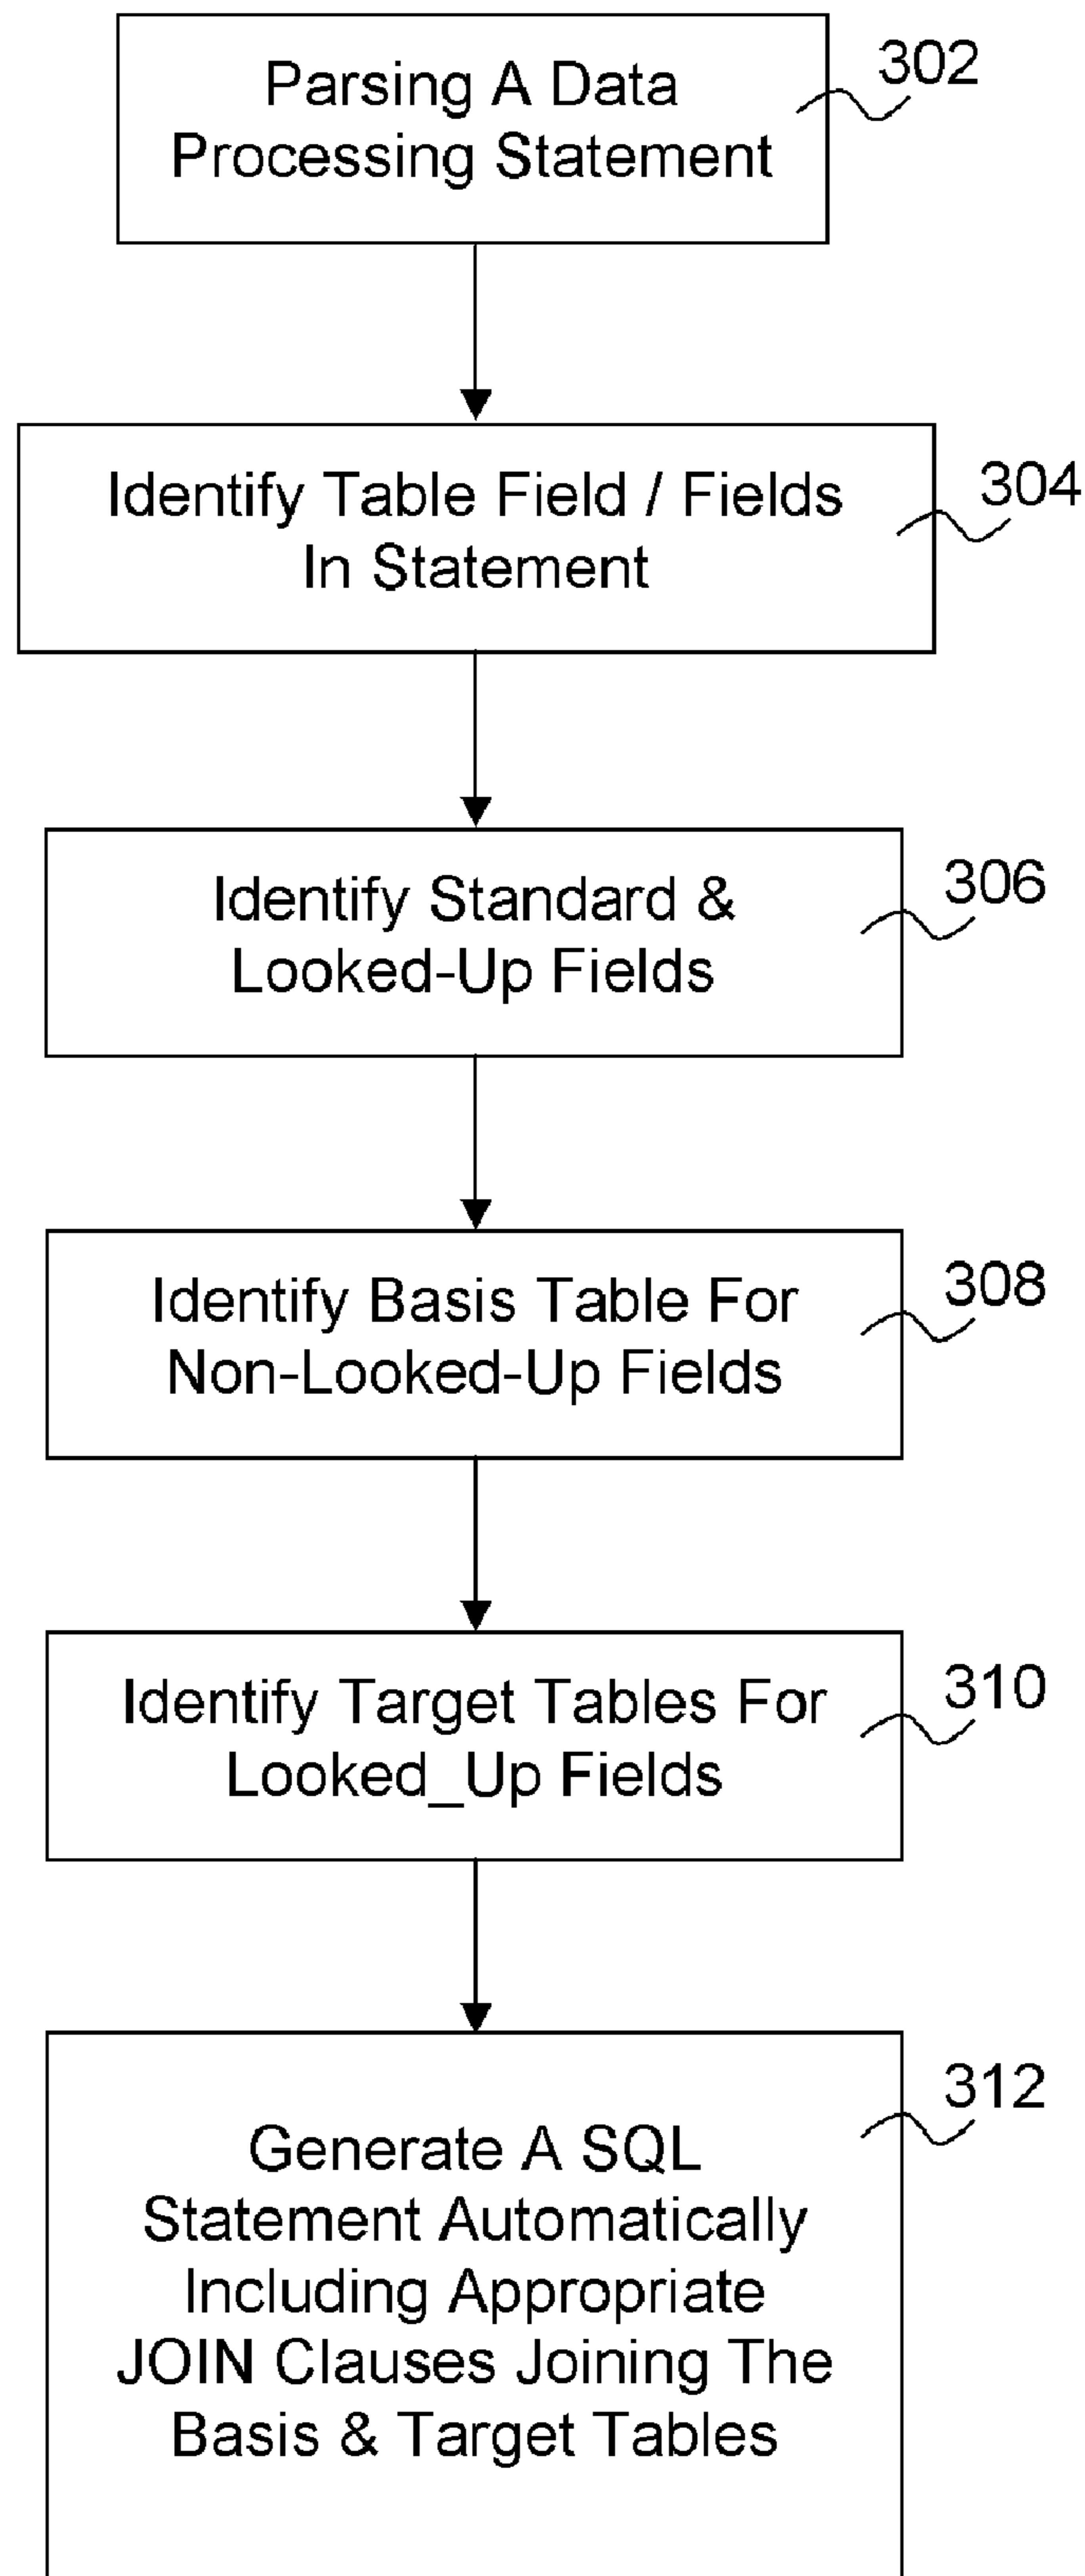 Parsing A Data
Processing Statement
302
Identify Table Field / Fields
In Statement
304
Identify Standard &
Looked-Up Fields
306
Identify Basis Table For
Non-Looked-Up Fields
308
Identify Target Tables For
Looked_Up Fields
310
Generate A SQL
Statement Automatically
Including Appropriate
JOIN Clauses Joining The
Basis & Target Tables
312